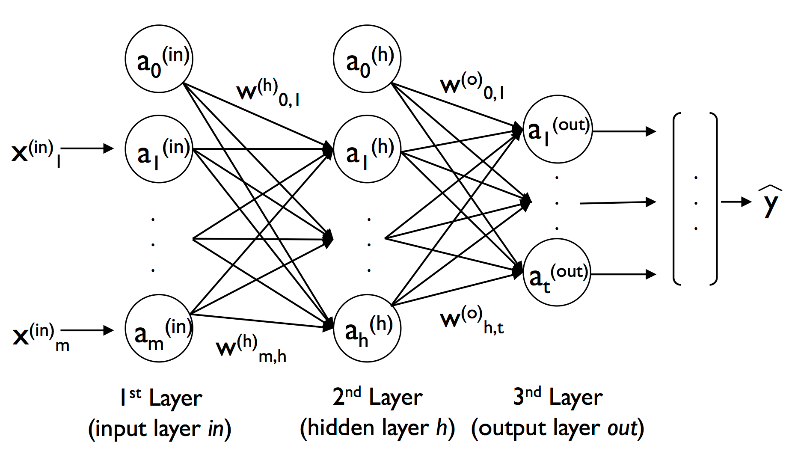 a₀⁽ⁱⁿ⁾
a₀⁽ʰ⁾
w⁽ʰ⁾₀,₁
w⁽ᵒ⁾₀,₁
x⁽ⁱⁿ⁾₁
a₁⁽ⁱⁿ⁾
a₁⁽ʰ⁾
a₁⁽ᵒᵘᵗ⁾
ŷ
x⁽ⁱⁿ⁾ₘ
aₘ⁽ⁱⁿ⁾
aₕ⁽ʰ⁾
aₜ⁽ᵒᵘᵗ⁾
w⁽ʰ⁾ₘ,ₕ
w⁽ᵒ⁾ₕ,ₜ
1ˢᵗ Layer
(input layer in)
2ⁿᵈ Layer
(hidden layer h)
3ⁿᵈ Layer
(output layer out)